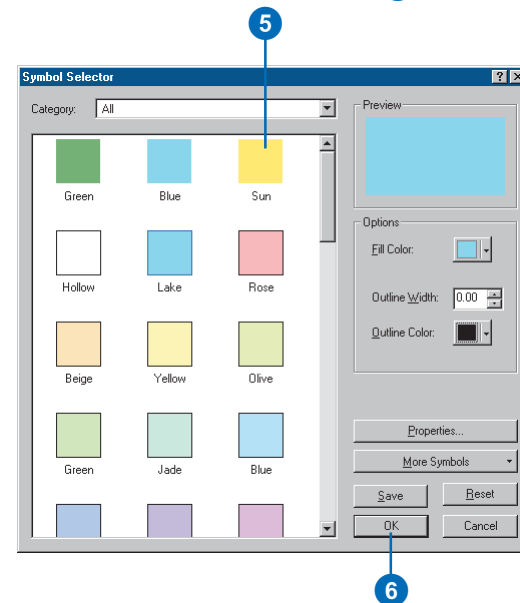 5
Symbol Selector
Category: All
Preview
Green Blue Sun
Options
Fill Color:
Hollow Lake Rose
Outline Width: 0.00
Outline Color:
Beige Yellow Olive
Green Jade Blue
Properties...
More Symbols
Save Reset
OK Cancel
6